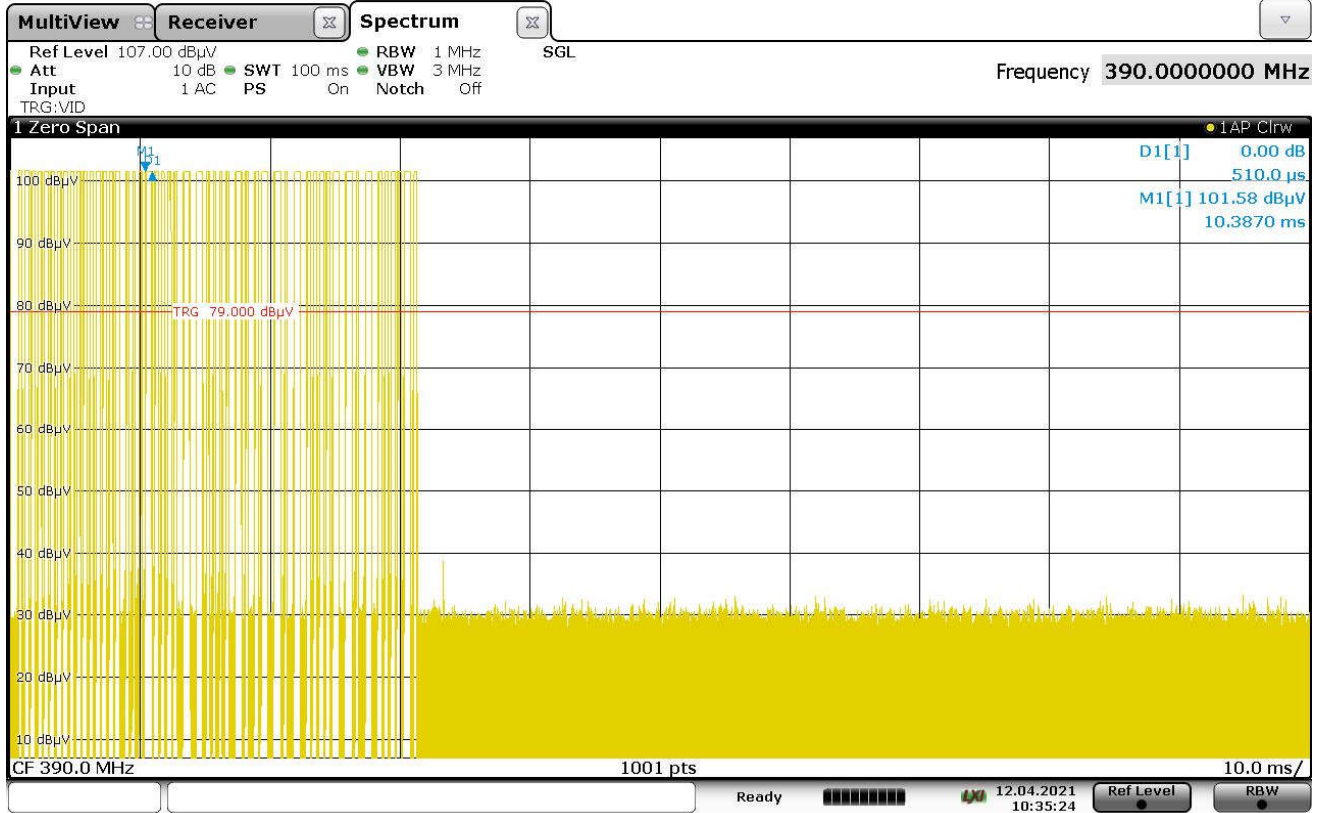 MultiView Receiver Spectrum
Ref Level 107.00 dBµV RBW 1 MHz SGL
Att 10 dB SWT 100 ms VBW 3 MHz Frequency 390.0000000 MHz
Input 1 AC PS On Notch Off
TRG:VID
1 Zero Span 1AP Clrw
M1 D1 D1[1] 0.00 dB
510.0 µs
100 dBµV M1[1] 101.58 dBµV
10.3870 ms
90 dBµV
80 dBµV
TRG 79.000 dBµV
70 dBµV
60 dBµV
50 dBµV
40 dBµV
30 dBµV
20 dBµV
10 dBµV
CF 390.0 MHz 1001 pts 10.0 ms/
Ready LXI 12.04.2021 Ref Level RBW
10:35:24